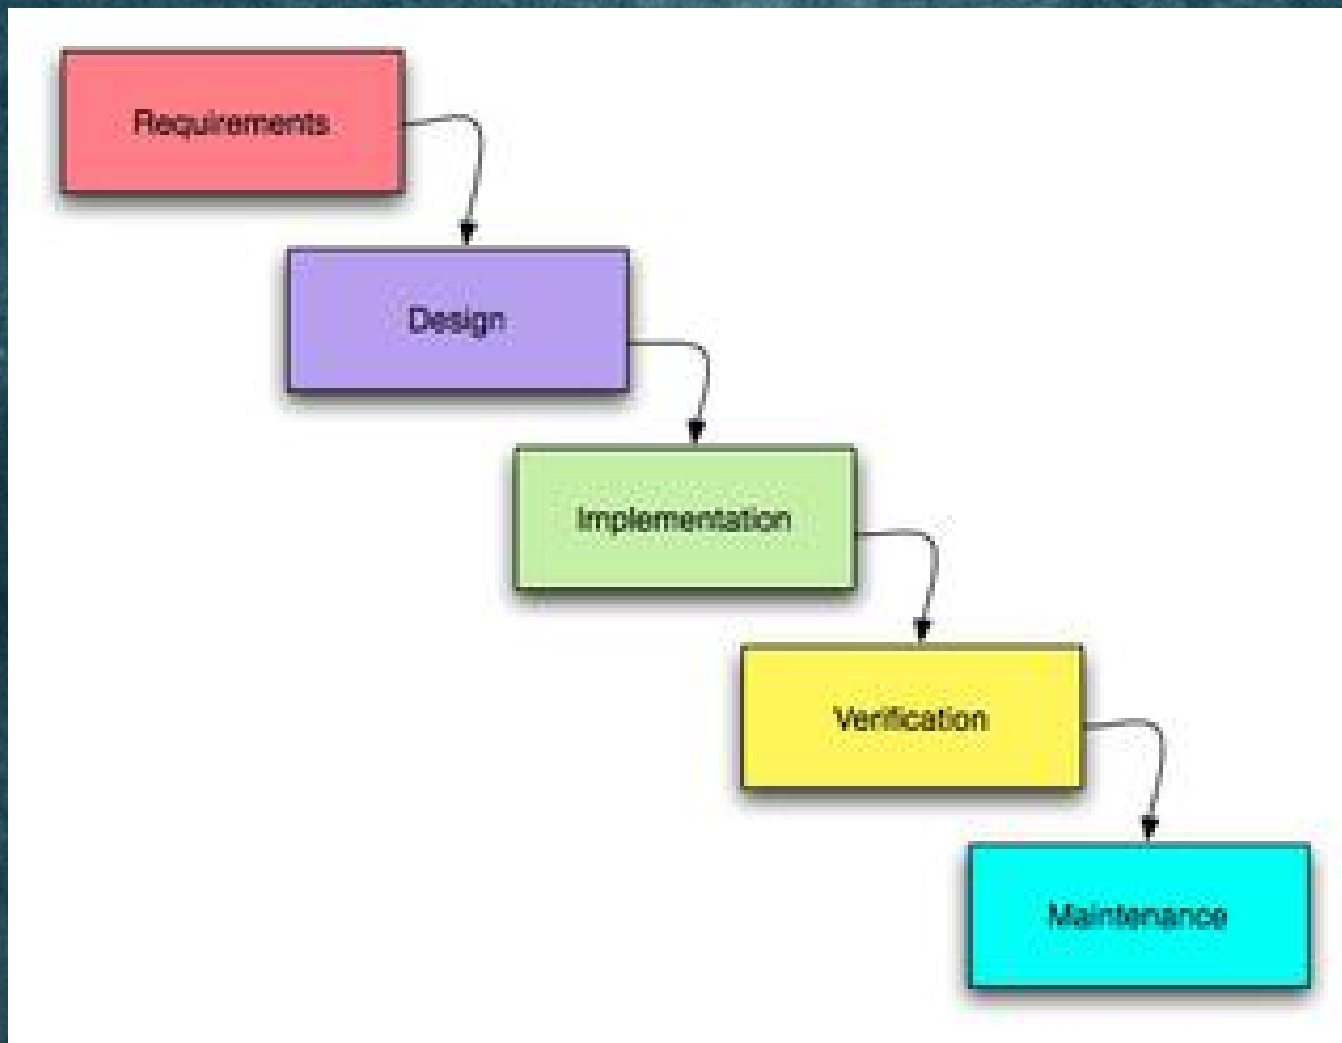 Requirements
Design
Implementation
Verification
Maintenance